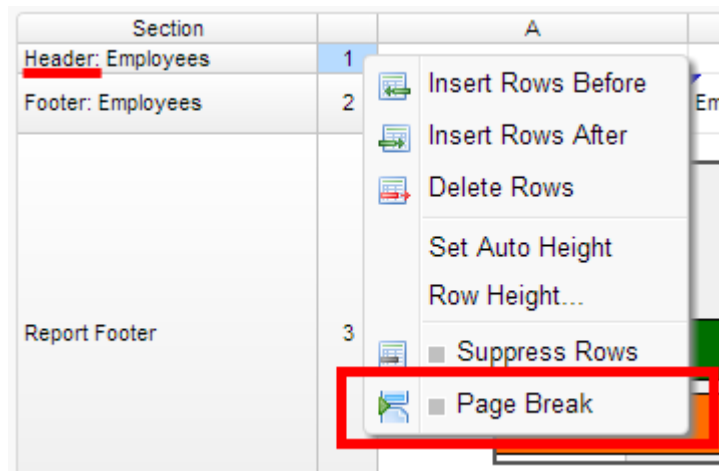 Section A
Header: Employees 1
Footer: Employees 2
Insert Rows Before
Insert Rows After
Delete Rows
Set Auto Height
Row Height...
Report Footer 3
Suppress Rows
Page Break